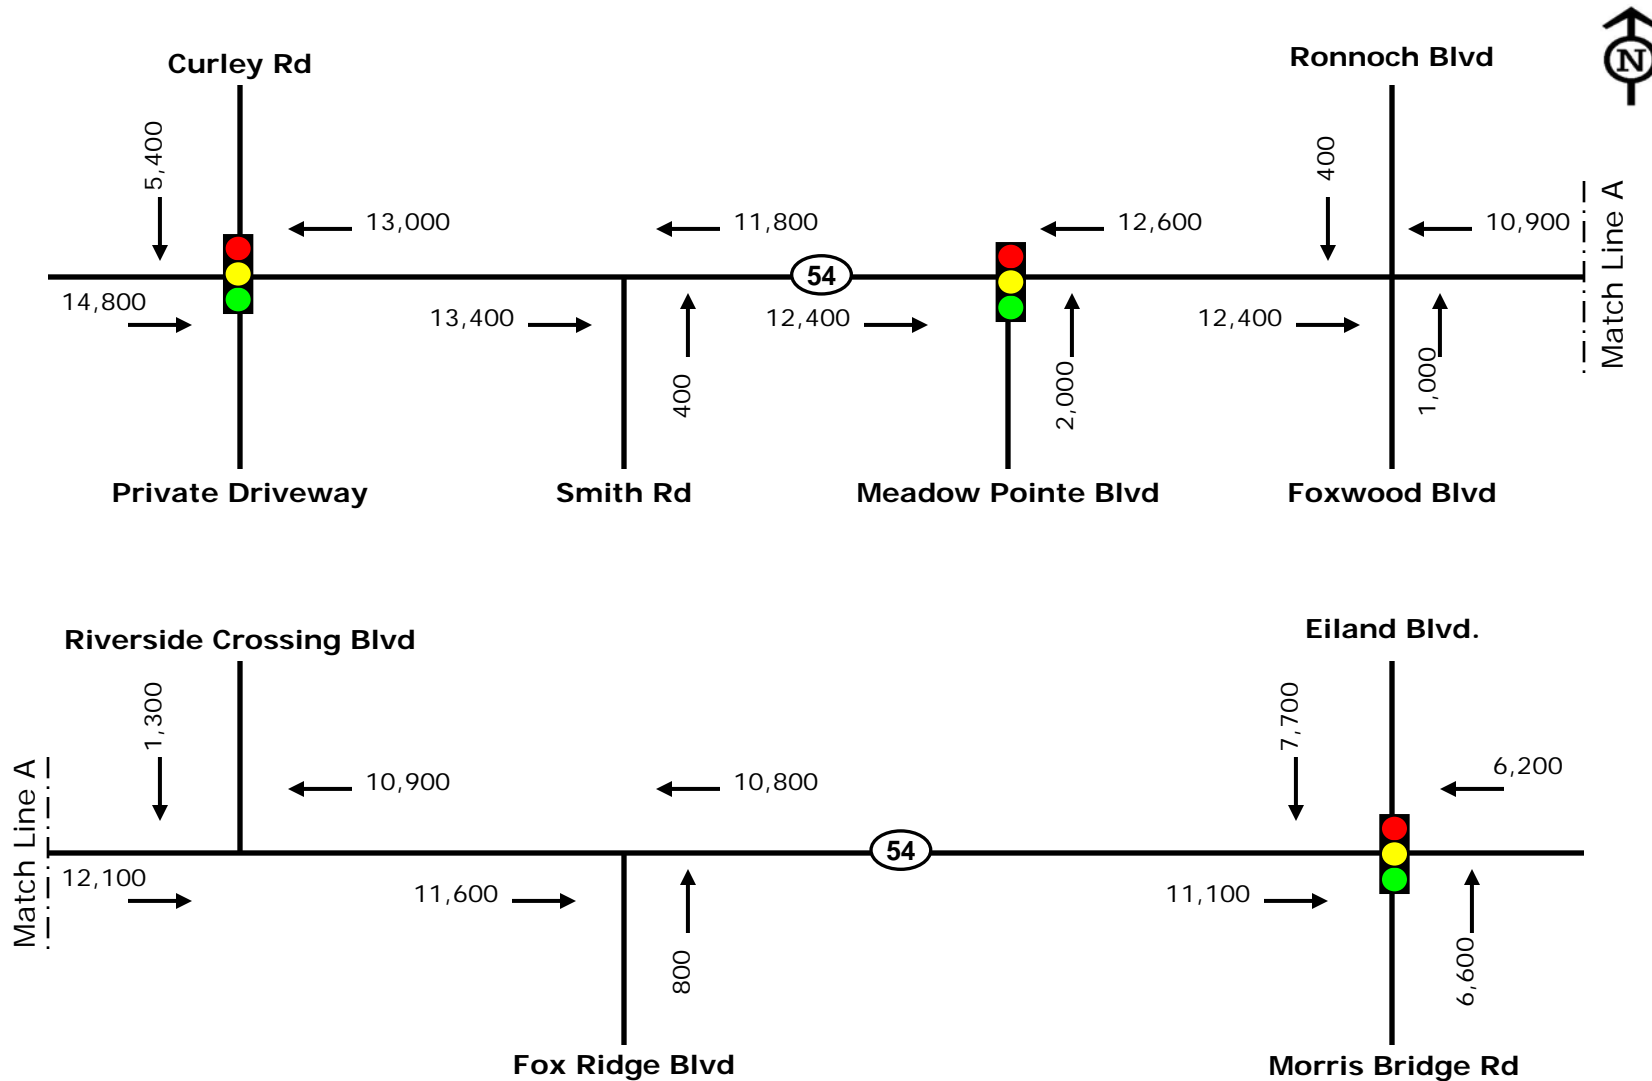 N
Curley Rd
Ronnoch Blvd
5,400
400
Match Line A
13,000
11,800
12,600
10,900
54
14,800
13,400
12,400
12,400
400
2,000
1,000
Private Driveway
Smith Rd
Meadow Pointe Blvd
Foxwood Blvd
Riverside Crossing Blvd
Eiland Blvd.
Match Line A
1,300
7,700
10,900
10,800
6,200
54
12,100
11,600
11,100
800
6,600
Fox Ridge Blvd
Morris Bridge Rd